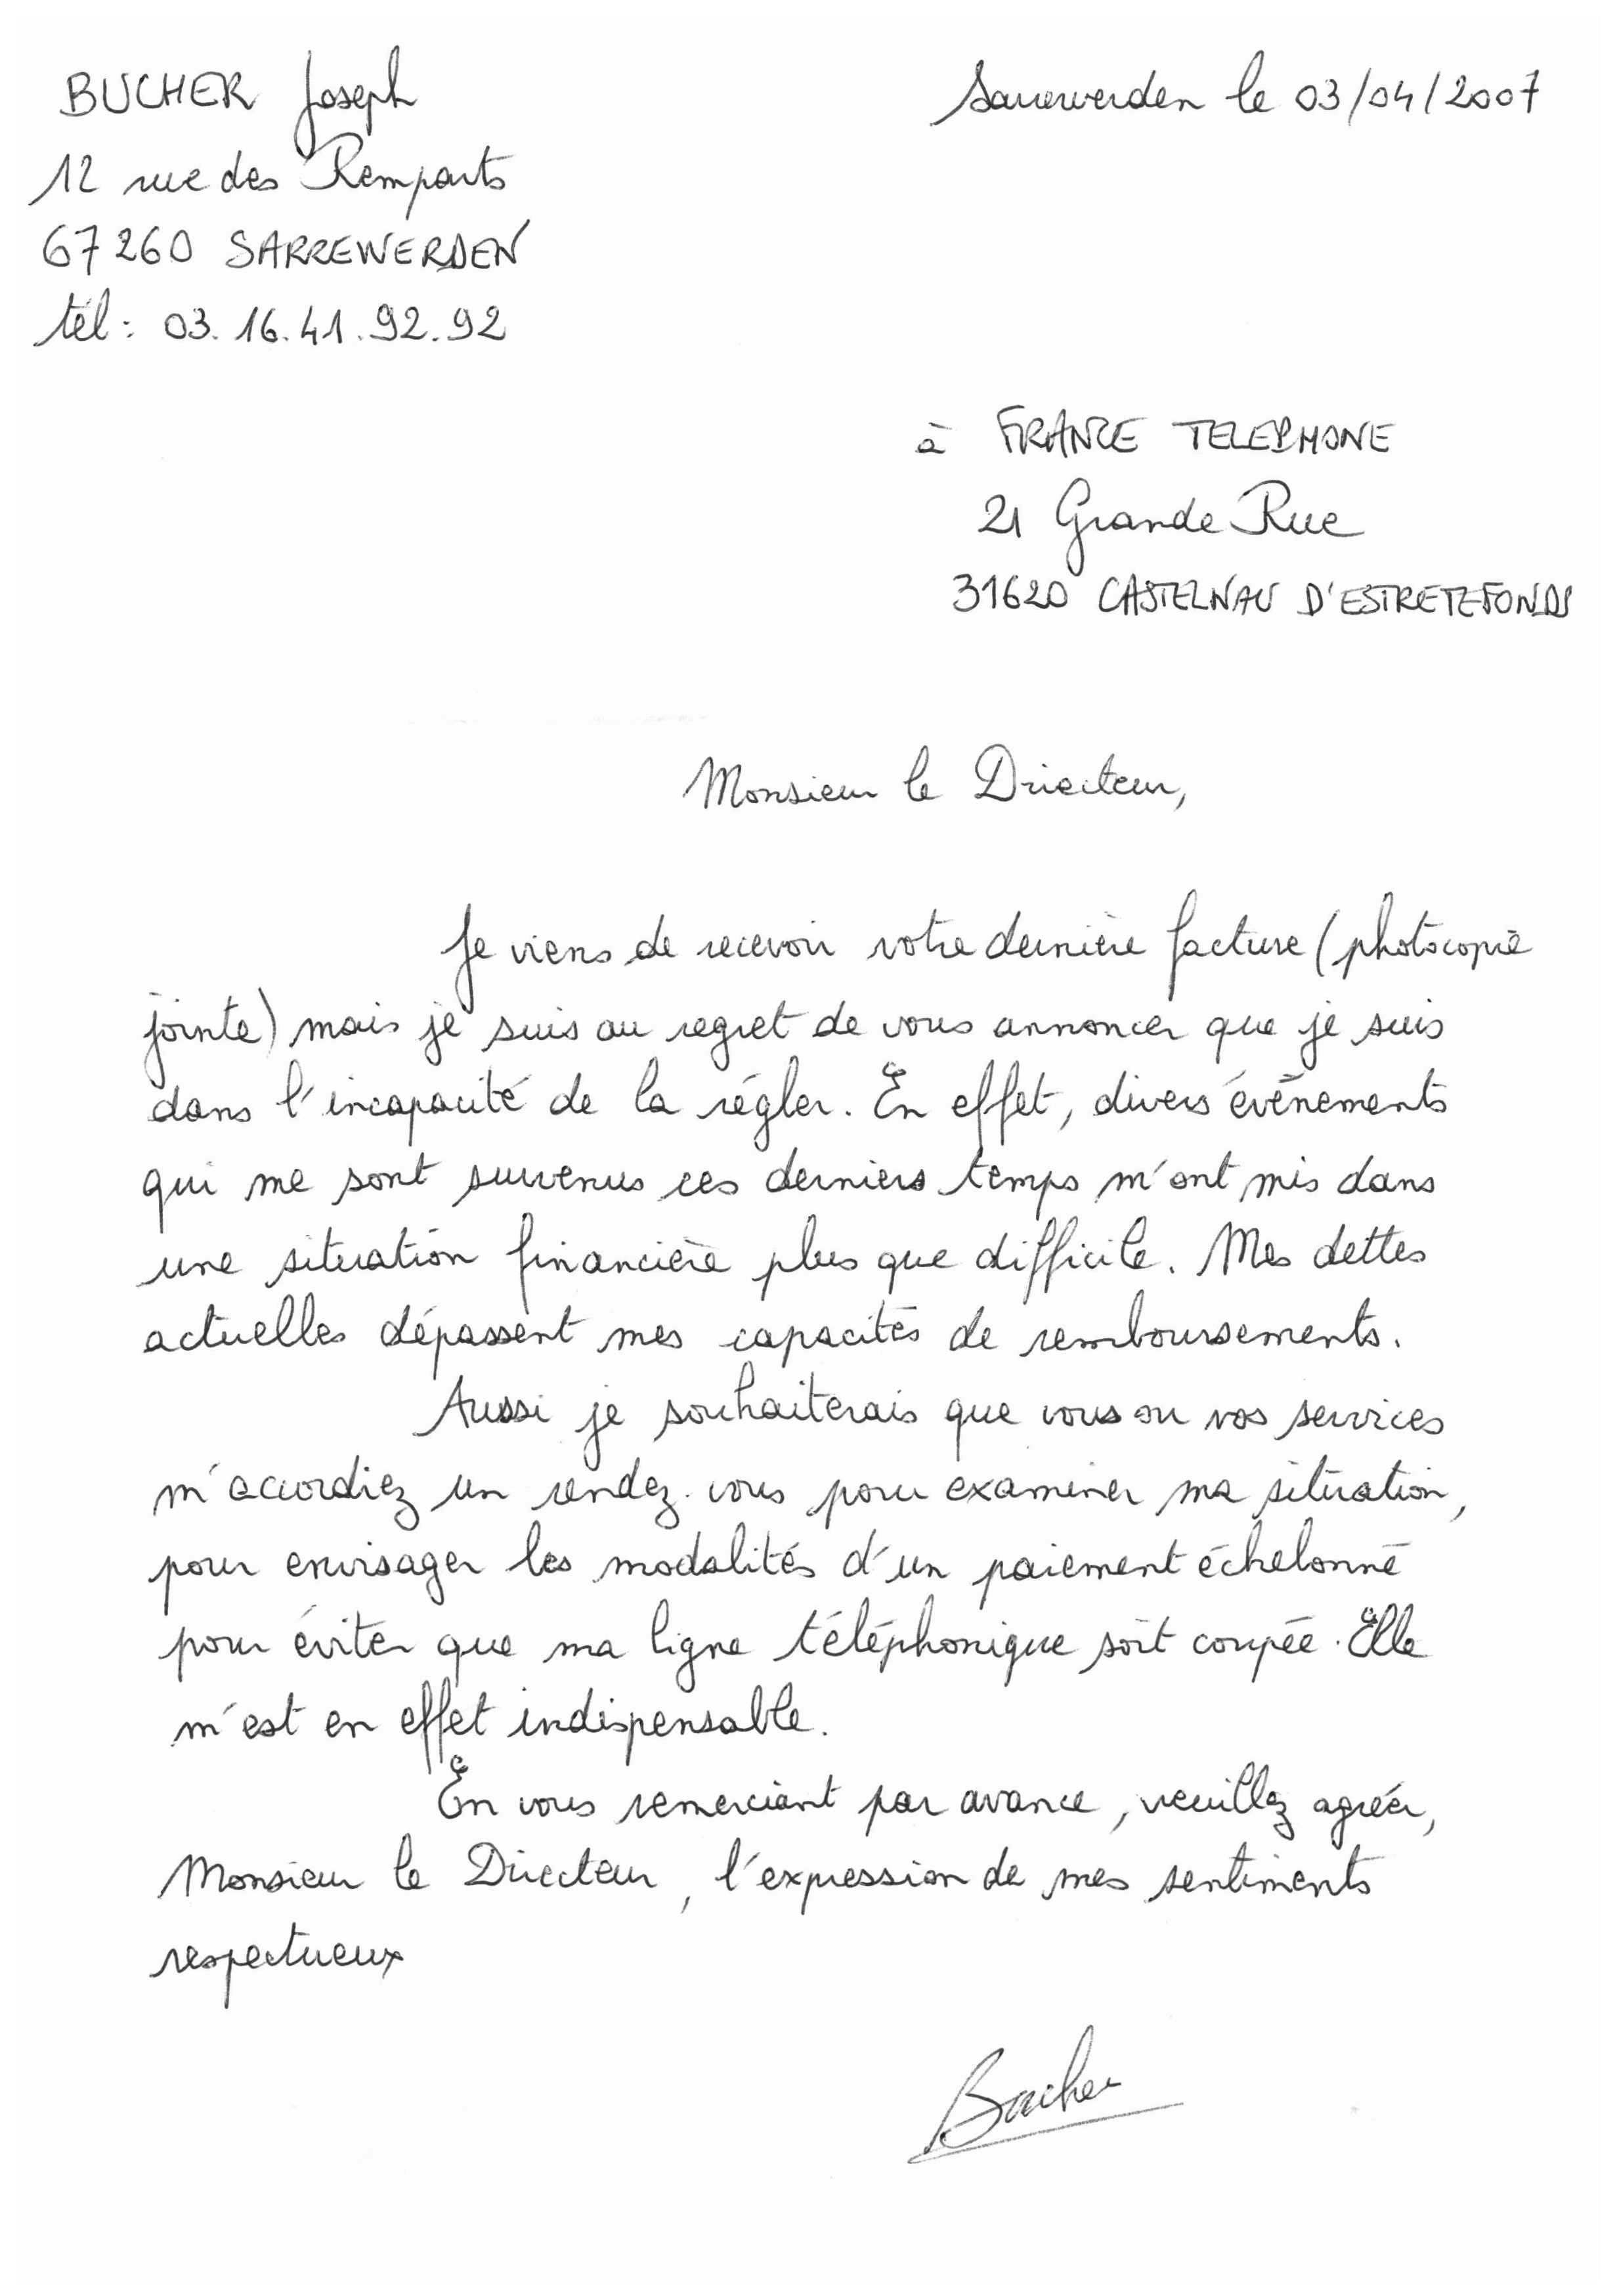 BUCHER Joseph
Sarrewerden le 03/04/2007
12 rue des Remparts
67260 SARREWERDEN
tél : 03.16.41.92.92
à FRANCE TELEPHONE
21 Grande Rue
31620 CASTELNAU D'ESTRETEFONDS
Monsieur le Directeur,
Je viens de recevoir votre dernière facture (photocopie
jointe) mais je suis au regret de vous annoncer que je suis
dans l'incapacité de la régler. En effet, divers événements
qui me sont survenus ces derniers temps m'ont mis dans
une situation financière plus que difficile. Mes dettes
actuelles dépassent mes capacités de remboursements.
Aussi je souhaiterais que vous ou vos services
m'accordiez un rendez-vous pour examiner ma situation,
pour envisager les modalités d'un paiement échelonné
pour éviter que ma ligne téléphonique soit coupée. Elle
m'est en effet indispensable.
En vous remerciant par avance, veuillez agréer,
Monsieur le Directeur, l'expression de mes sentiments
respectueux
Bucher